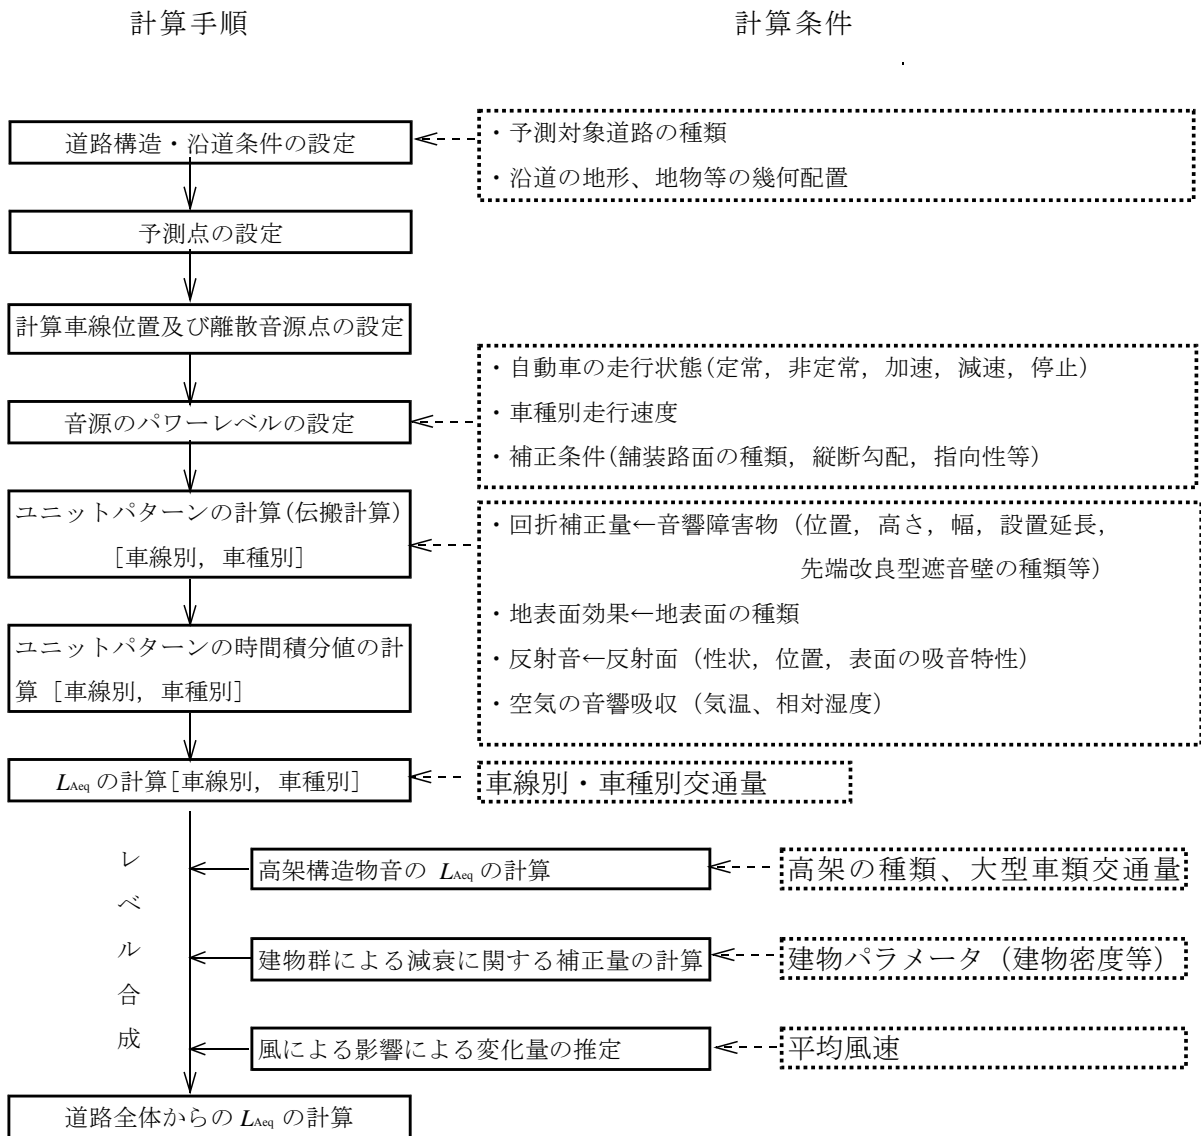 計算手順
計算条件
道路構造・沿道条件の設定
・予測対象道路の種類
・沿道の地形、地物等の幾何配置
予測点の設定
計算車線位置及び離散音源点の設定
音源のパワーレベルの設定
・自動車の走行状態(定常, 非定常, 加速, 減速, 停止)
・車種別走行速度
・補正条件(舗装路面の種類, 縦断勾配, 指向性等)
ユニットパターンの計算(伝搬計算)
[車線別, 車種別]
・回折補正量←音響障害物（位置, 高さ, 幅, 設置延長,
先端改良型遮音壁の種類等）
・地表面効果←地表面の種類
・反射音←反射面（性状, 位置, 表面の吸音特性）
・空気の音響吸収（気温、相対湿度）
ユニットパターンの時間積分値の計
算 [車線別, 車種別]
LAeq の計算[車線別, 車種別]
車線別・車種別交通量
レベル合成
高架構造物音の LAeq の計算
高架の種類、大型車類交通量
建物群による減衰に関する補正量の計算
建物パラメータ（建物密度等）
風による影響による変化量の推定
平均風速
道路全体からの LAeq の計算